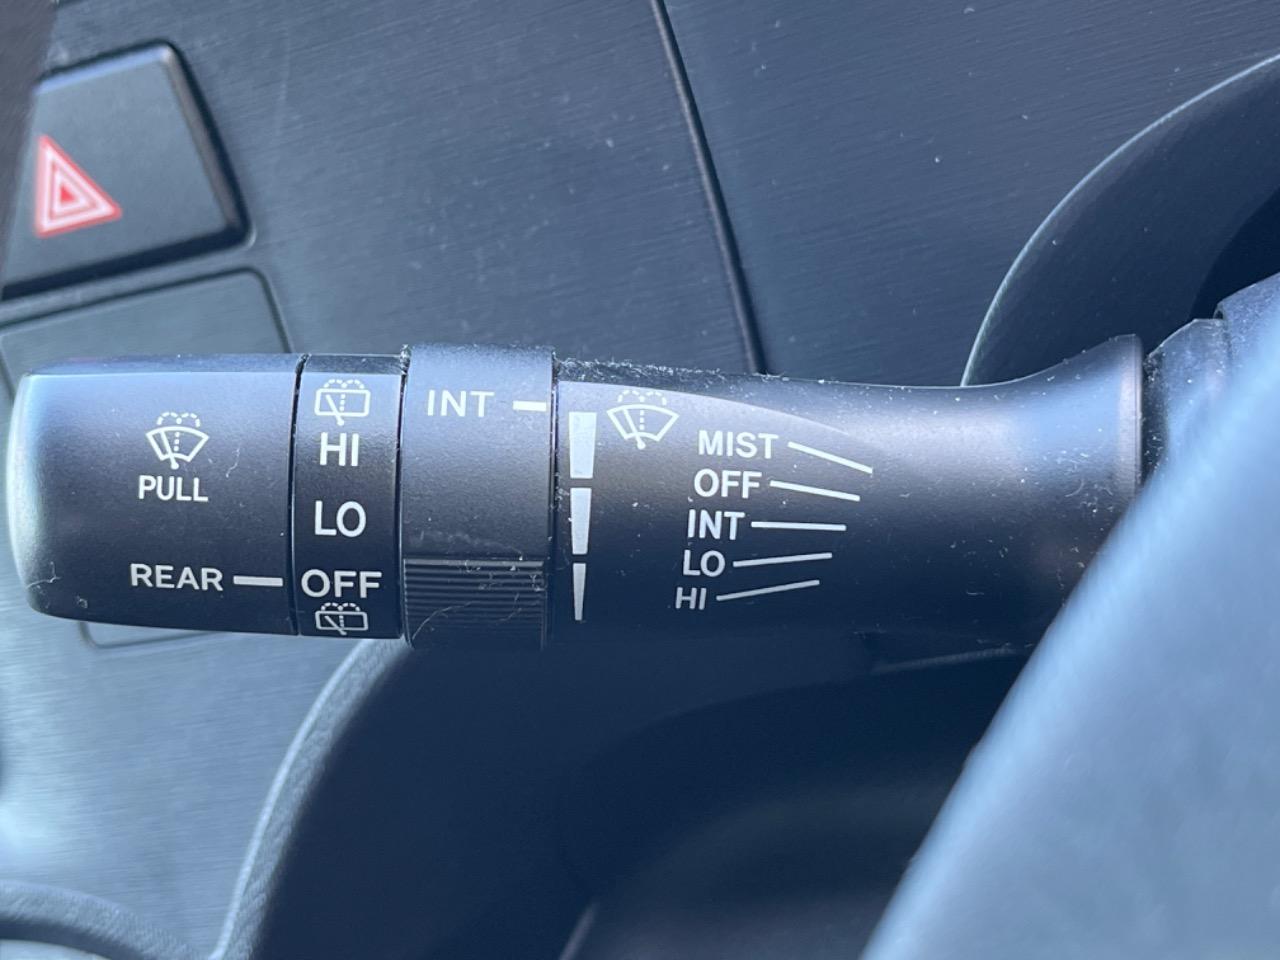 PULL
REAR
HI
LO
OFF
INT
MIST
OFF
INT
LO
HI